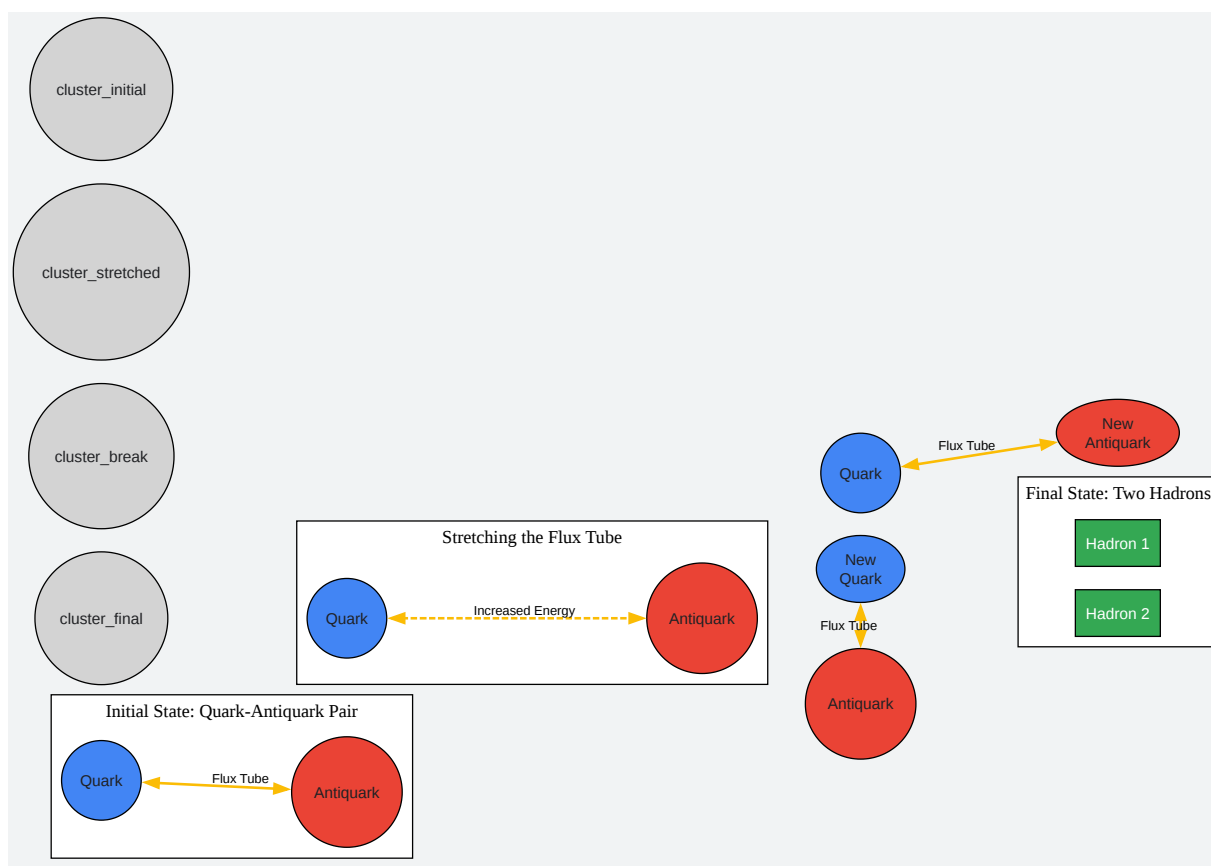 cluster_initial
cluster_stretched
cluster_break
cluster_final
Initial State: Quark-Antiquark Pair
Quark
Flux Tube
Antiquark
Stretching the Flux Tube
Quark
Increased Energy
Antiquark
Quark
Flux Tube
New
Antiquark
New
Quark
Flux Tube
Antiquark
Final State: Two Hadrons
Hadron 1
Hadron 2